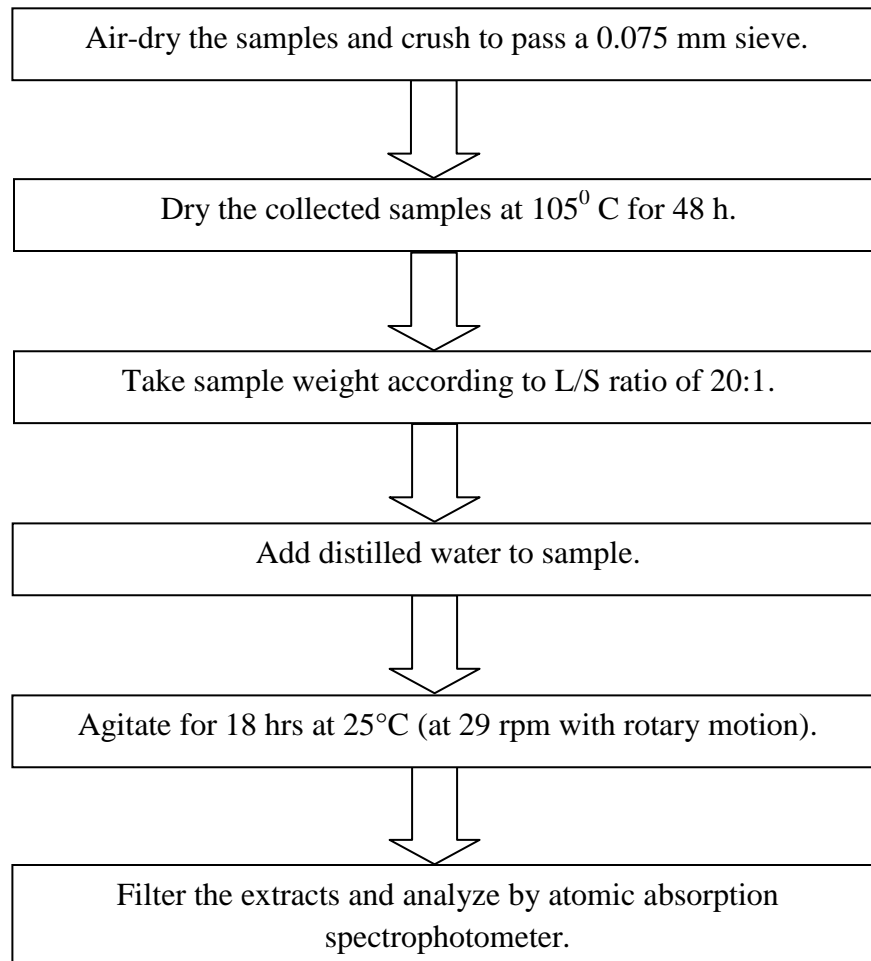 Air-dry the samples and crush to pass a 0.075 mm sieve.
Dry the collected samples at 105⁰ C for 48 h.
Take sample weight according to L/S ratio of 20:1.
Add distilled water to sample.
Agitate for 18 hrs at 25°C (at 29 rpm with rotary motion).
Filter the extracts and analyze by atomic absorption
spectrophotometer.